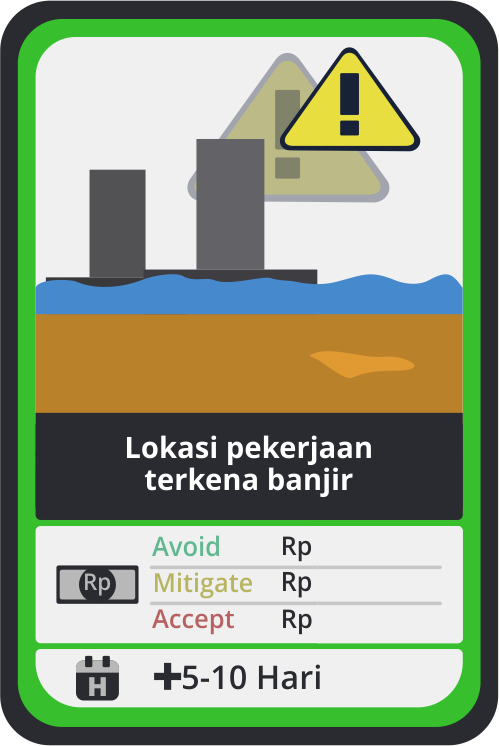 Lokasi pekerjaan
terkena banjir
Avoid Rp
Rp
Mitigate Rp
Accept Rp
H
+5-10 Hari